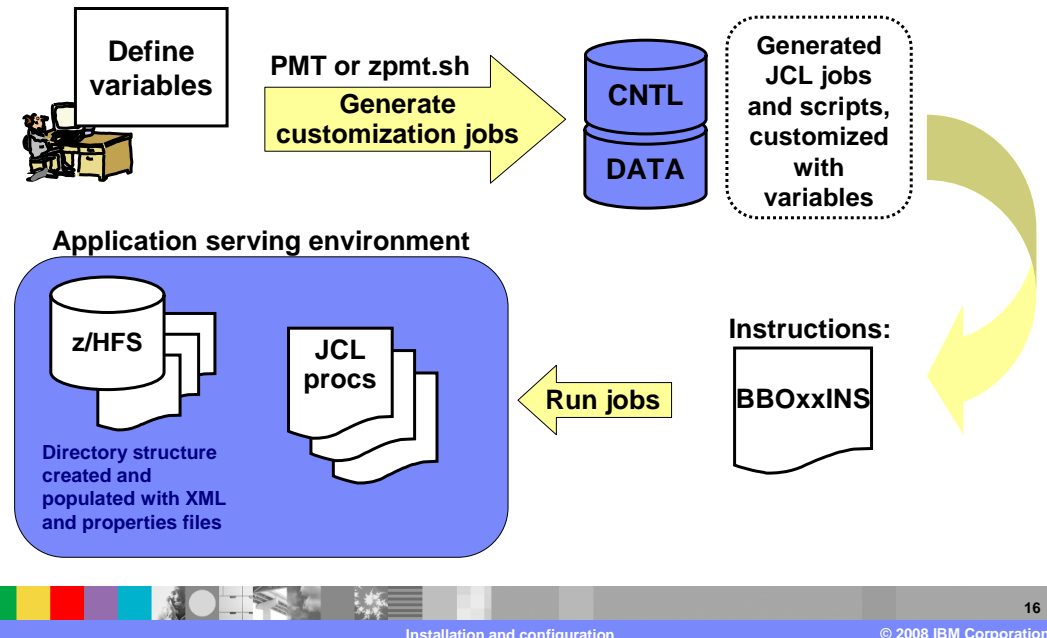 Define
variables
PMT or zpmt.sh
Generate
customization jobs
CNTL
DATA
Generated
JCL jobs
and scripts,
customized
with
variables
Application serving environment
z/HFS
JCL
procs
Directory structure
created and
populated with XML
and properties files
Run jobs
Instructions:
BBOxxINS
16
Installation and configuration
© 2008 IBM Corporation